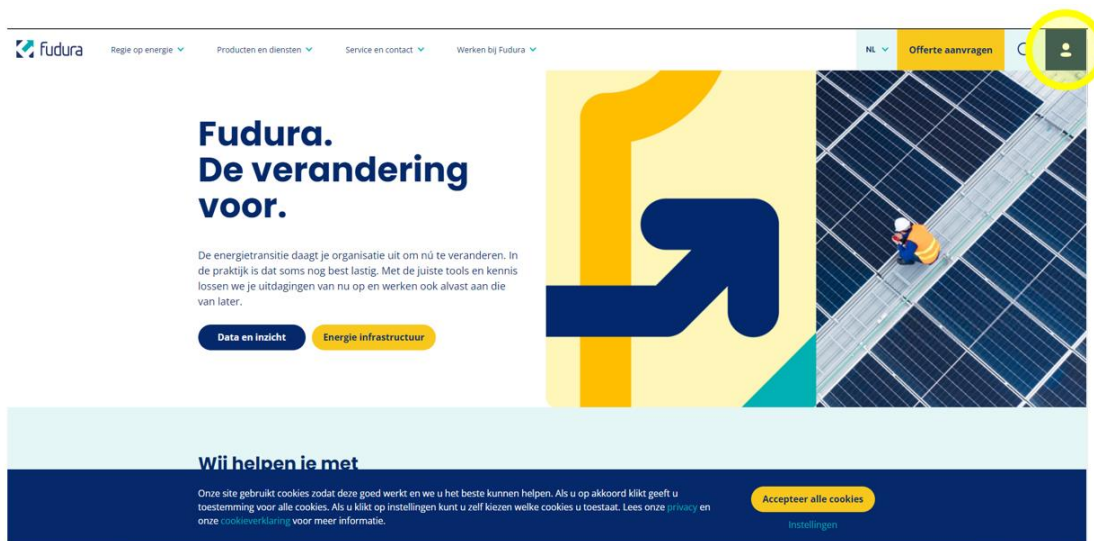 fudura
Regie op energie
Producten en diensten
Service en contact
Werken bij Fudura
NL
Offerte aanvragen
Fudura.
De verandering
voor.
De energietransitie daagt je organisatie uit om nú te veranderen. In
de praktijk is dat soms nog best lastig. Met de juiste tools en kennis
lossen we je uitdagingen van nu op en werken ook alvast aan die
van later.
Data en inzicht
Energie infrastructuur
Wij helpen je met
Onze site gebruikt cookies zodat deze goed werkt en we u het beste kunnen helpen. Als u op akkoord klikt geeft u
toestemming voor alle cookies. Als u klikt op instellingen kunt u zelf kiezen welke cookies u toestaat. Lees onze privacy en
onze cookieverklaring voor meer informatie.
Accepteer alle cookies
Instellingen